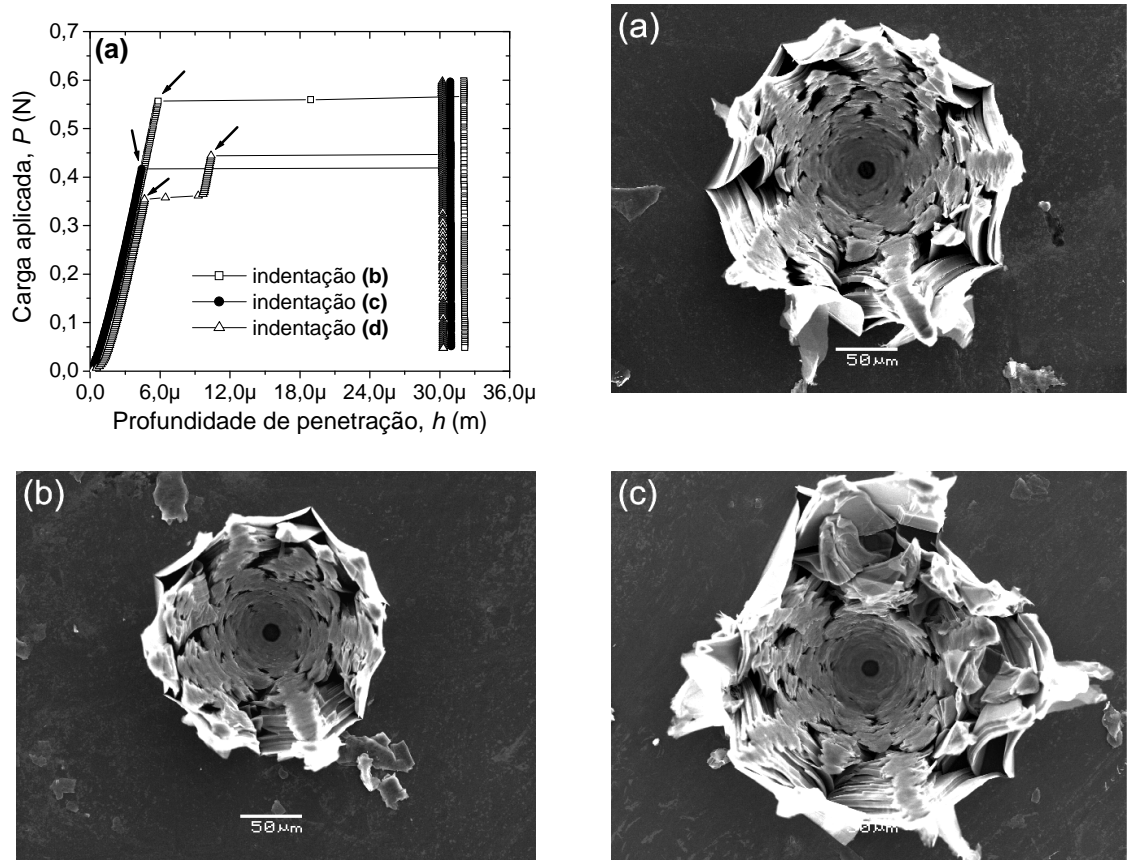 (a)
0,7
0,6
0,5
0,4
0,3
0,2
0,1
0,0
Carga aplicada, P (N)
indentação (b)
indentação (c)
indentação (d)
0,0 6,0μ 12,0μ 18,0μ 24,0μ 30,0μ 36,0μ
Profundidade de penetração, h (m)
(a)
50μm
(b)
50μm
(c)
50μm